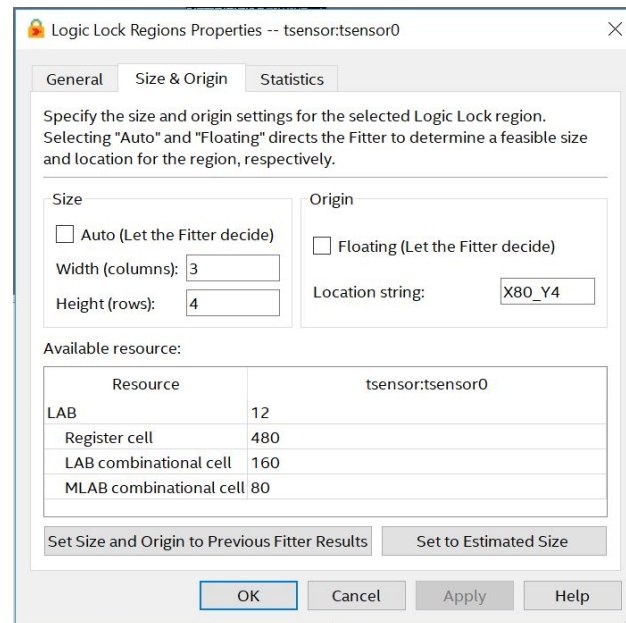 Logic Lock Regions Properties -- tsensor:tsensor0
General Size & Origin Statistics
Specify the size and origin settings for the selected Logic Lock region.
Selecting "Auto" and "Floating" directs the Fitter to determine a feasible size
and location for the region, respectively.
Size
Auto (Let the Fitter decide)
Width (columns): 3
Height (rows): 4
Origin
Floating (Let the Fitter decide)
Location string: X80_Y4
Available resource:
Resource tsensor:tsensor0
LAB 12
Register cell 480
LAB combinational cell 160
MLAB combinational cell 80
Set Size and Origin to Previous Fitter Results Set to Estimated Size
OK Cancel Apply Help